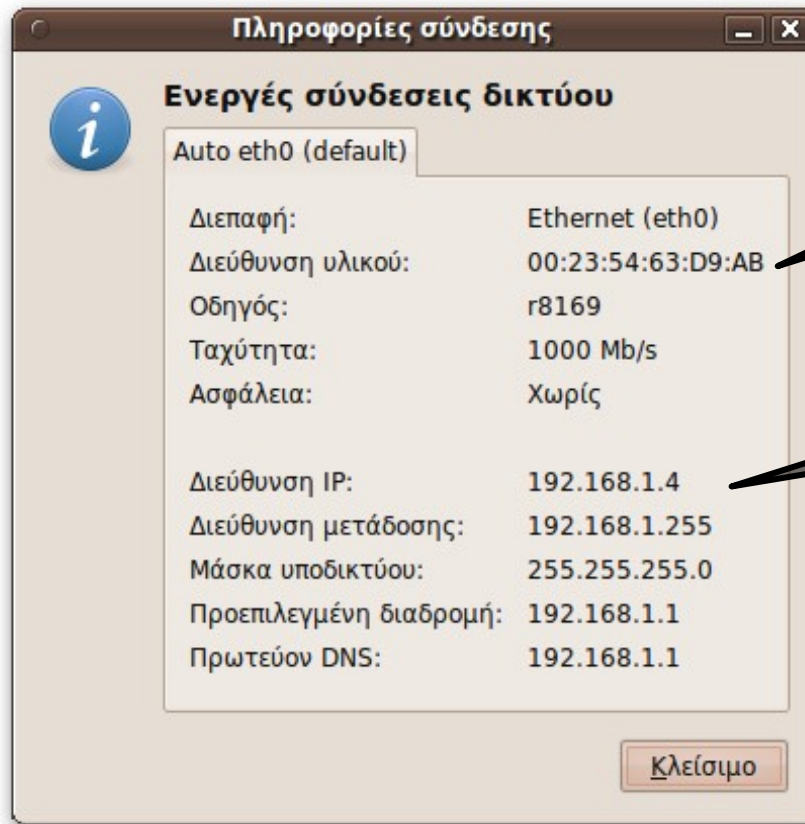 Πληροφορίες σύνδεσης
Ενεργές σύνδεσεις δικτύου
Auto eth0 (default)
Διεπαφή: Ethernet (eth0)
Διεύθυνση υλικού: 00:23:54:63:D9:AB
Οδηγός: r8169
Ταχύτητα: 1000 Mb/s
Ασφάλεια: Χωρίς
Διεύθυνση IP: 192.168.1.4
Διεύθυνση μετάδοσης: 192.168.1.255
Μάσκα υποδικτύου: 255.255.255.0
Προεπιλεγμένη διαδρομή: 192.168.1.1
Πρωτεύον DNS: 192.168.1.1
Κλείσιμο